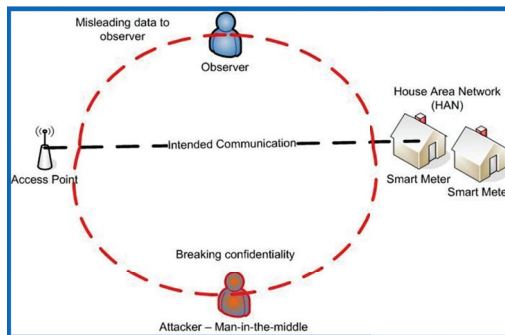 Misleading data to
observer
Observer
House Area Network
(HAN)
Intended Communication
Access Point
Smart Meter
Smart Mete
Breaking confidentiality
Attacker – Man-in-the-middle